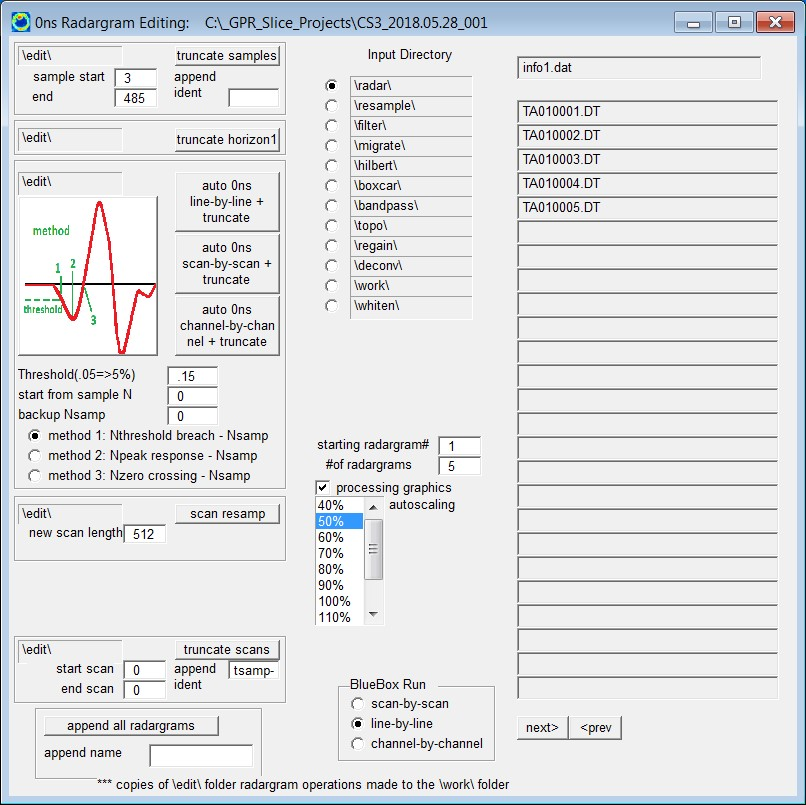 0ns Radargram Editing: C:\_GPR_Slice_Projects\CS3_2018.05.28_001
\edit\ truncate samples
sample start 3 append
end 485 ident
\edit\ truncate horizon1
\edit\
auto 0ns
line-by-line +
truncate
auto 0ns
scan-by-scan +
truncate
auto 0ns
channel-by-chan
nel + truncate
method
1 2
threshold
3
Threshold(.05=>5%) .15
start from sample N 0
backup Nsamp 0
method 1: Nthreshold breach - Nsamp
method 2: Npeak response - Nsamp
method 3: Nzero crossing - Nsamp
\edit\ scan resamp
new scan length 512
\edit\ truncate scans
start scan 0 append tsamp-
end scan 0 ident
append all radargrams
append name
Input Directory
\radar\
\resample\
\filter\
\migrate\
\hilbert\
\boxcar\
\bandpass\
\topo\
\regain\
\deconv\
\work\
\whiten\
starting radargram# 1
#of radargrams 5
processing graphics
autoscaling
40%
50%
60%
70%
80%
90%
100%
110%
BlueBox Run
scan-by-scan
line-by-line
channel-by-channel
info1.dat
TA010001.DT
TA010002.DT
TA010003.DT
TA010004.DT
TA010005.DT
next> <prev
*** copies of \edit\ folder radargram operations made to the \work\ folder